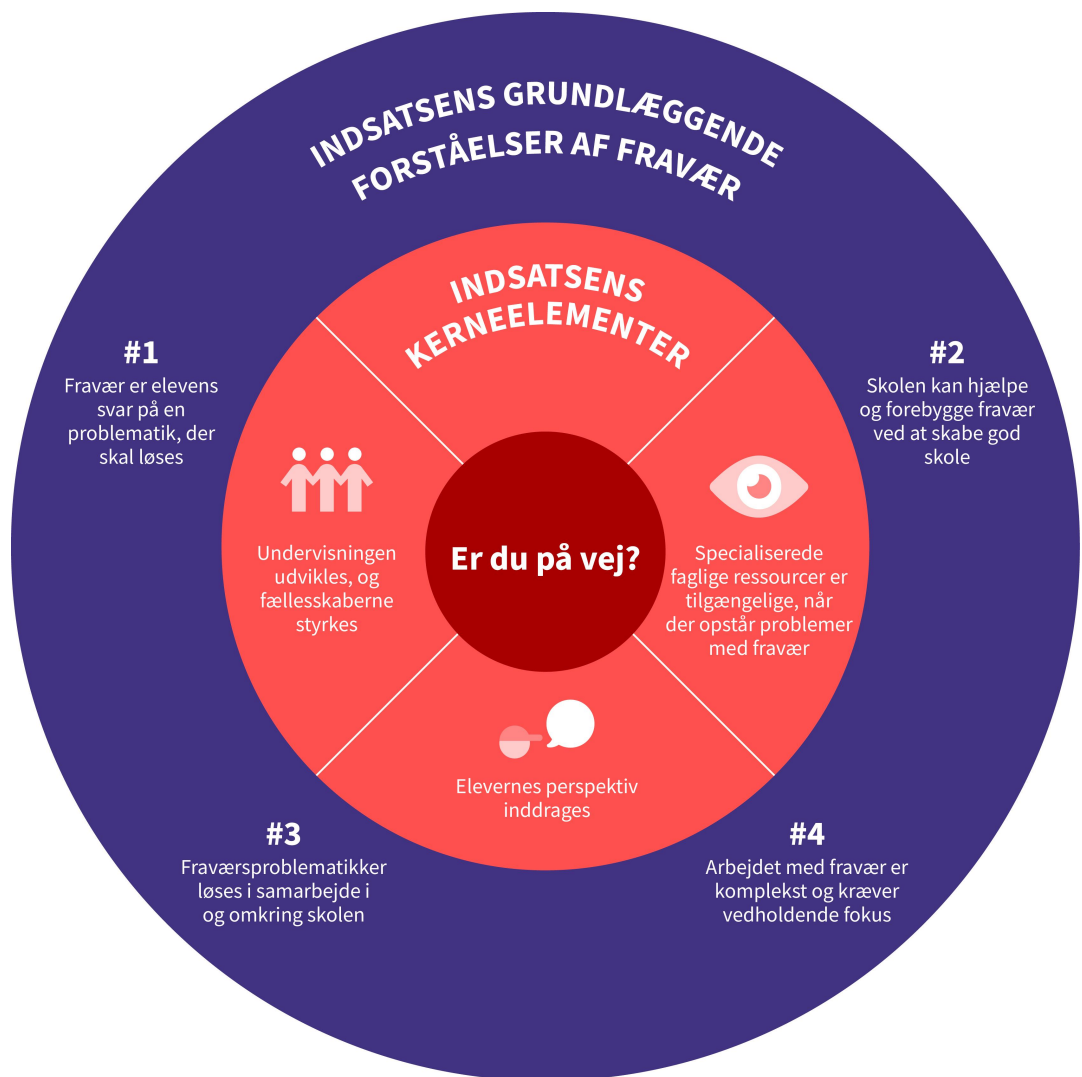 INDSATSENS GRUNDLÆGGENDE
FORSTÅELSER AF FRAVÆR
INDSATSENS
KERNEELEMENTER
#1
Fravær er elevens
svar på en
problematik, der
skal løses
#2
Skolen kan hjælpe
og forebygge fravær
ved at skabe god
skole
Undervisningen
udvikles, og
fællesskaberne
styrkes
Er du på vej?
Specialiserede
faglige ressourcer er
tilgængelige, når
der opstår problemer
med fravær
Elevernes perspektiv
inddrages
#3
Fraværsproblematikker
løses i samarbejde i
og omkring skolen
#4
Arbejdet med fravær er
komplekst og kræver
vedholdende fokus